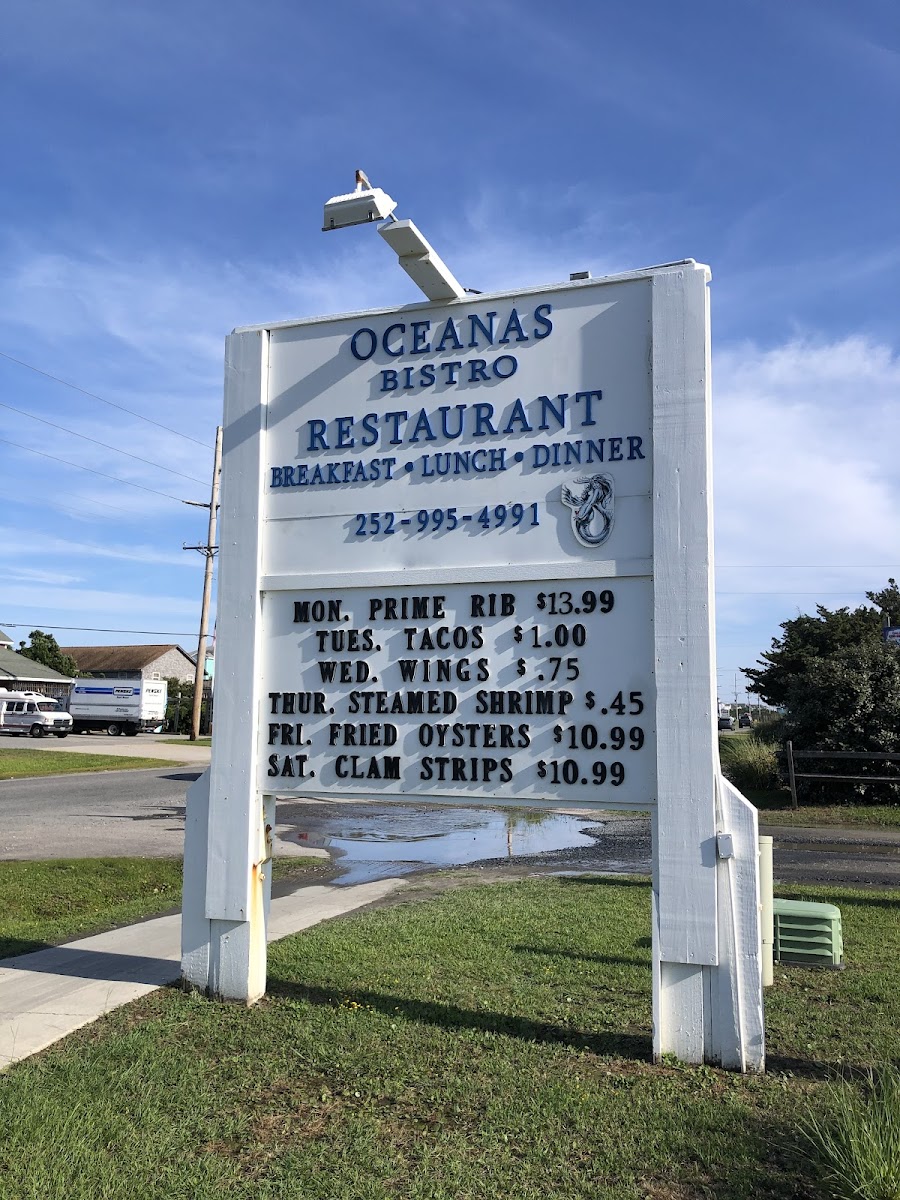 OCEANAS
BISTRO
RESTAURANT
BREAKFAST • LUNCH • DINNER
252-995-4991
MON. PRIME RIB $13.99
TUES. TACOS $1.00
WED. WINGS $.75
THUR. STEAMED SHRIMP $.45
FRI. FRIED OYSTERS $10.99
SAT. CLAM STRIPS $10.99
PENSKE